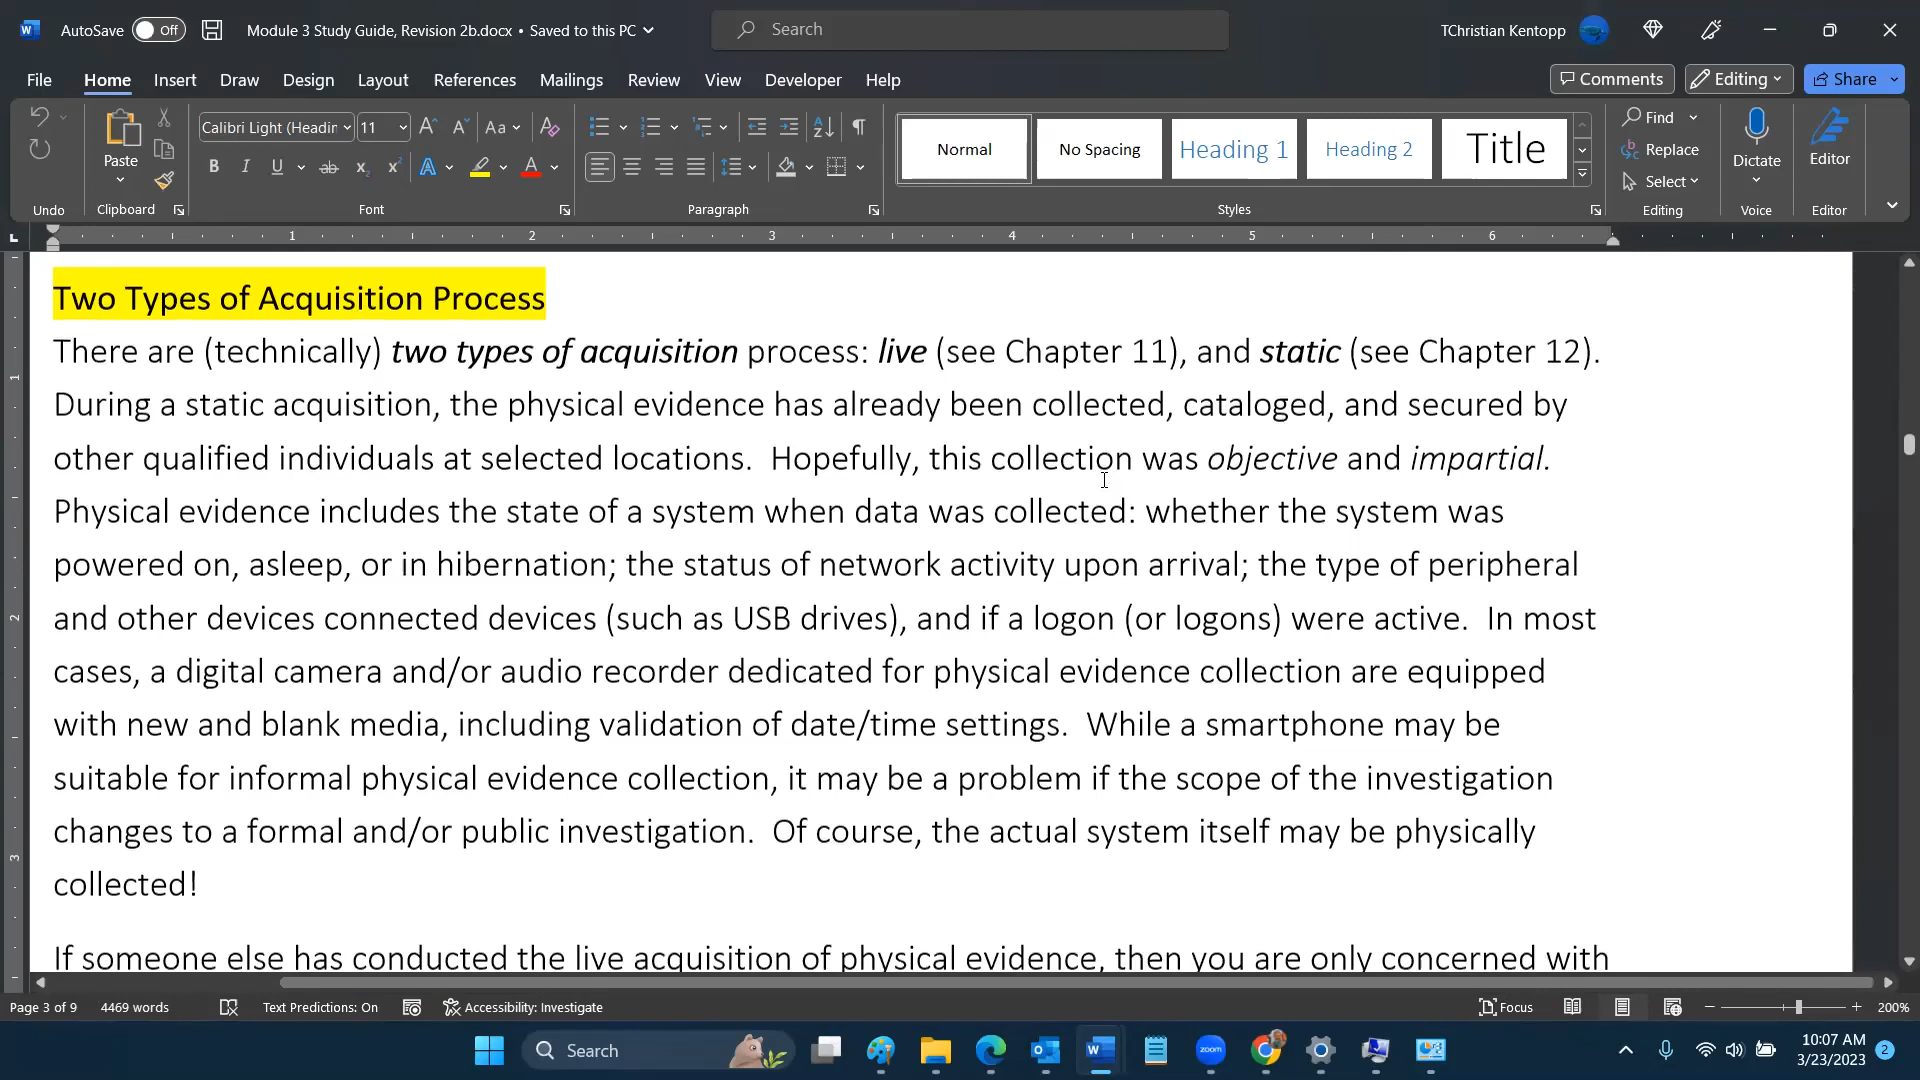 AutoSave Off Module 3 Study Guide, Revision 2b.docx • Saved to this PC Search TChristian Kentopp
File Home Insert Draw Design Layout References Mailings Review View Developer Help Comments Editing Share
Calibri Light (Headin 11
Paste
Normal No Spacing Heading 1 Heading 2 Title
Find
Replace
Select
Dictate Editor
Undo Clipboard Font Paragraph Styles Editing Voice Editor
1 2 3 4 5 6
Two Types of Acquisition Process
There are (technically) two types of acquisition process: live (see Chapter 11), and static (see Chapter 12).
During a static acquisition, the physical evidence has already been collected, cataloged, and secured by
other qualified individuals at selected locations.  Hopefully, this collection was objective and impartial.
Physical evidence includes the state of a system when data was collected: whether the system was
powered on, asleep, or in hibernation; the status of network activity upon arrival; the type of peripheral
and other devices connected devices (such as USB drives), and if a logon (or logons) were active.  In most
cases, a digital camera and/or audio recorder dedicated for physical evidence collection are equipped
with new and blank media, including validation of date/time settings.  While a smartphone may be
suitable for informal physical evidence collection, it may be a problem if the scope of the investigation
changes to a formal and/or public investigation.  Of course, the actual system itself may be physically
collected!
If someone else has conducted the live acquisition of physical evidence, then you are only concerned with
Page 3 of 9 4469 words Text Predictions: On Accessibility: Investigate Focus 200%
Search zoom 10:07 AM
3/23/2023 2